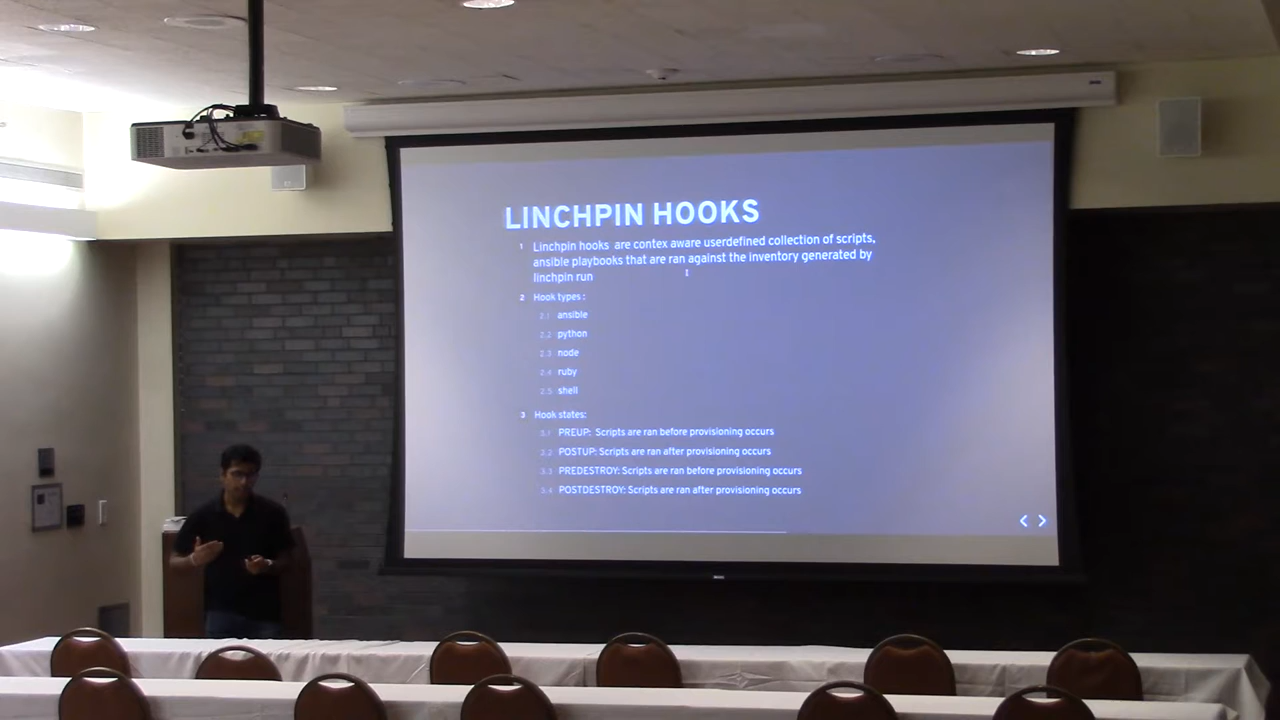 LINCHPIN HOOKS
1 Linchpin hooks are contex aware userdefined collection of scripts,
ansible playbooks that are ran against the inventory generated by
linchpin run
2 Hook types :
2.1 ansible
2.2 python
2.3 node
2.4 ruby
2.5 shell
3 Hook states:
3.1 PREUP: Scripts are ran before provisioning occurs
3.2 POSTUP: Scripts are ran after provisioning occurs
3.3 PREDESTROY: Scripts are ran before provisioning occurs
3.4 POSTDESTROY: Scripts are ran after provisioning occurs